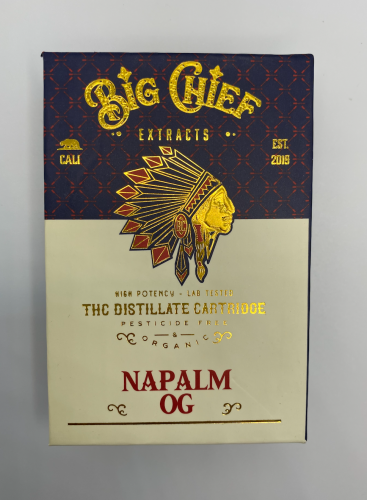 BIG CHIEF
EXTRACTS
CALI
EST.
2019
HIGH POTENCY - LAB TESTED
THC DISTILLATE CARTRIDGE
PESTICIDE FREE
&
ORGANIC
NAPALM
OG